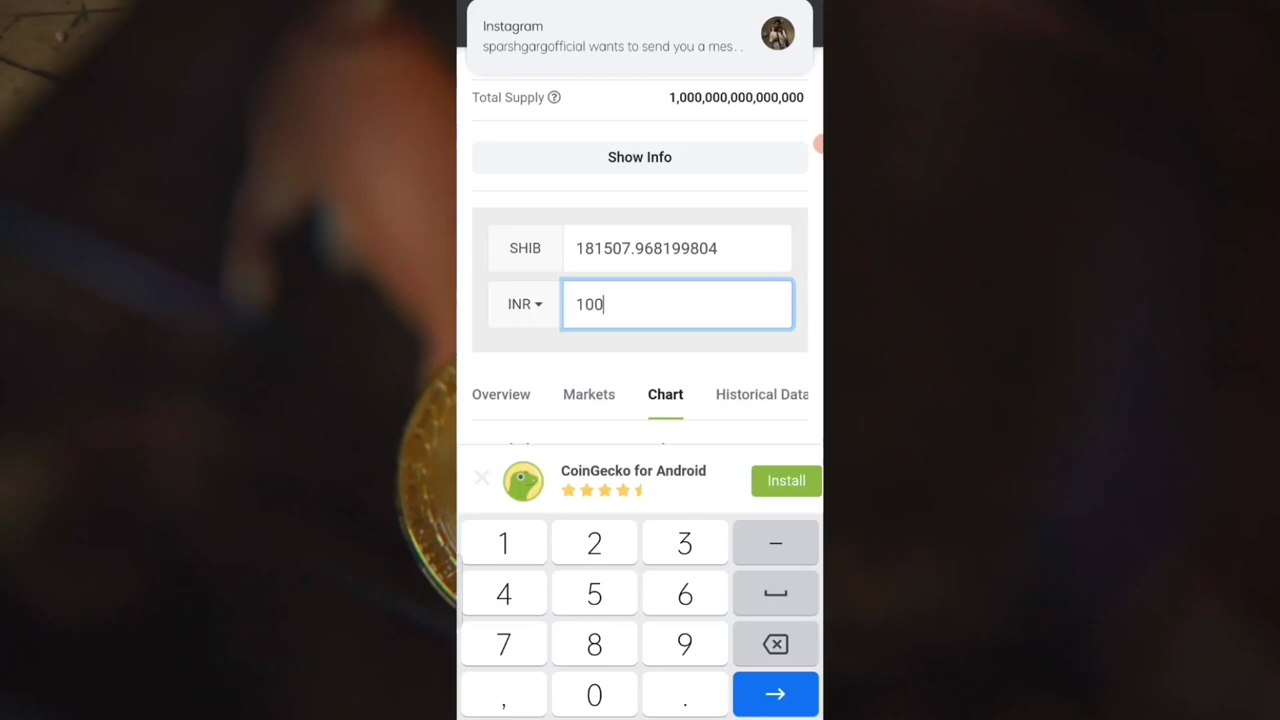 Instagram
sparshgargofficial wants to send you a mes. .
Total Supply ?
1,000,000,000,000,000
Show Info
SHIB 181507.968199804
INR 100
Overview Markets Chart Historical Data
CoinGecko for Android
Install
1 2 3 –
4 5 6
7 8 9
, 0 .